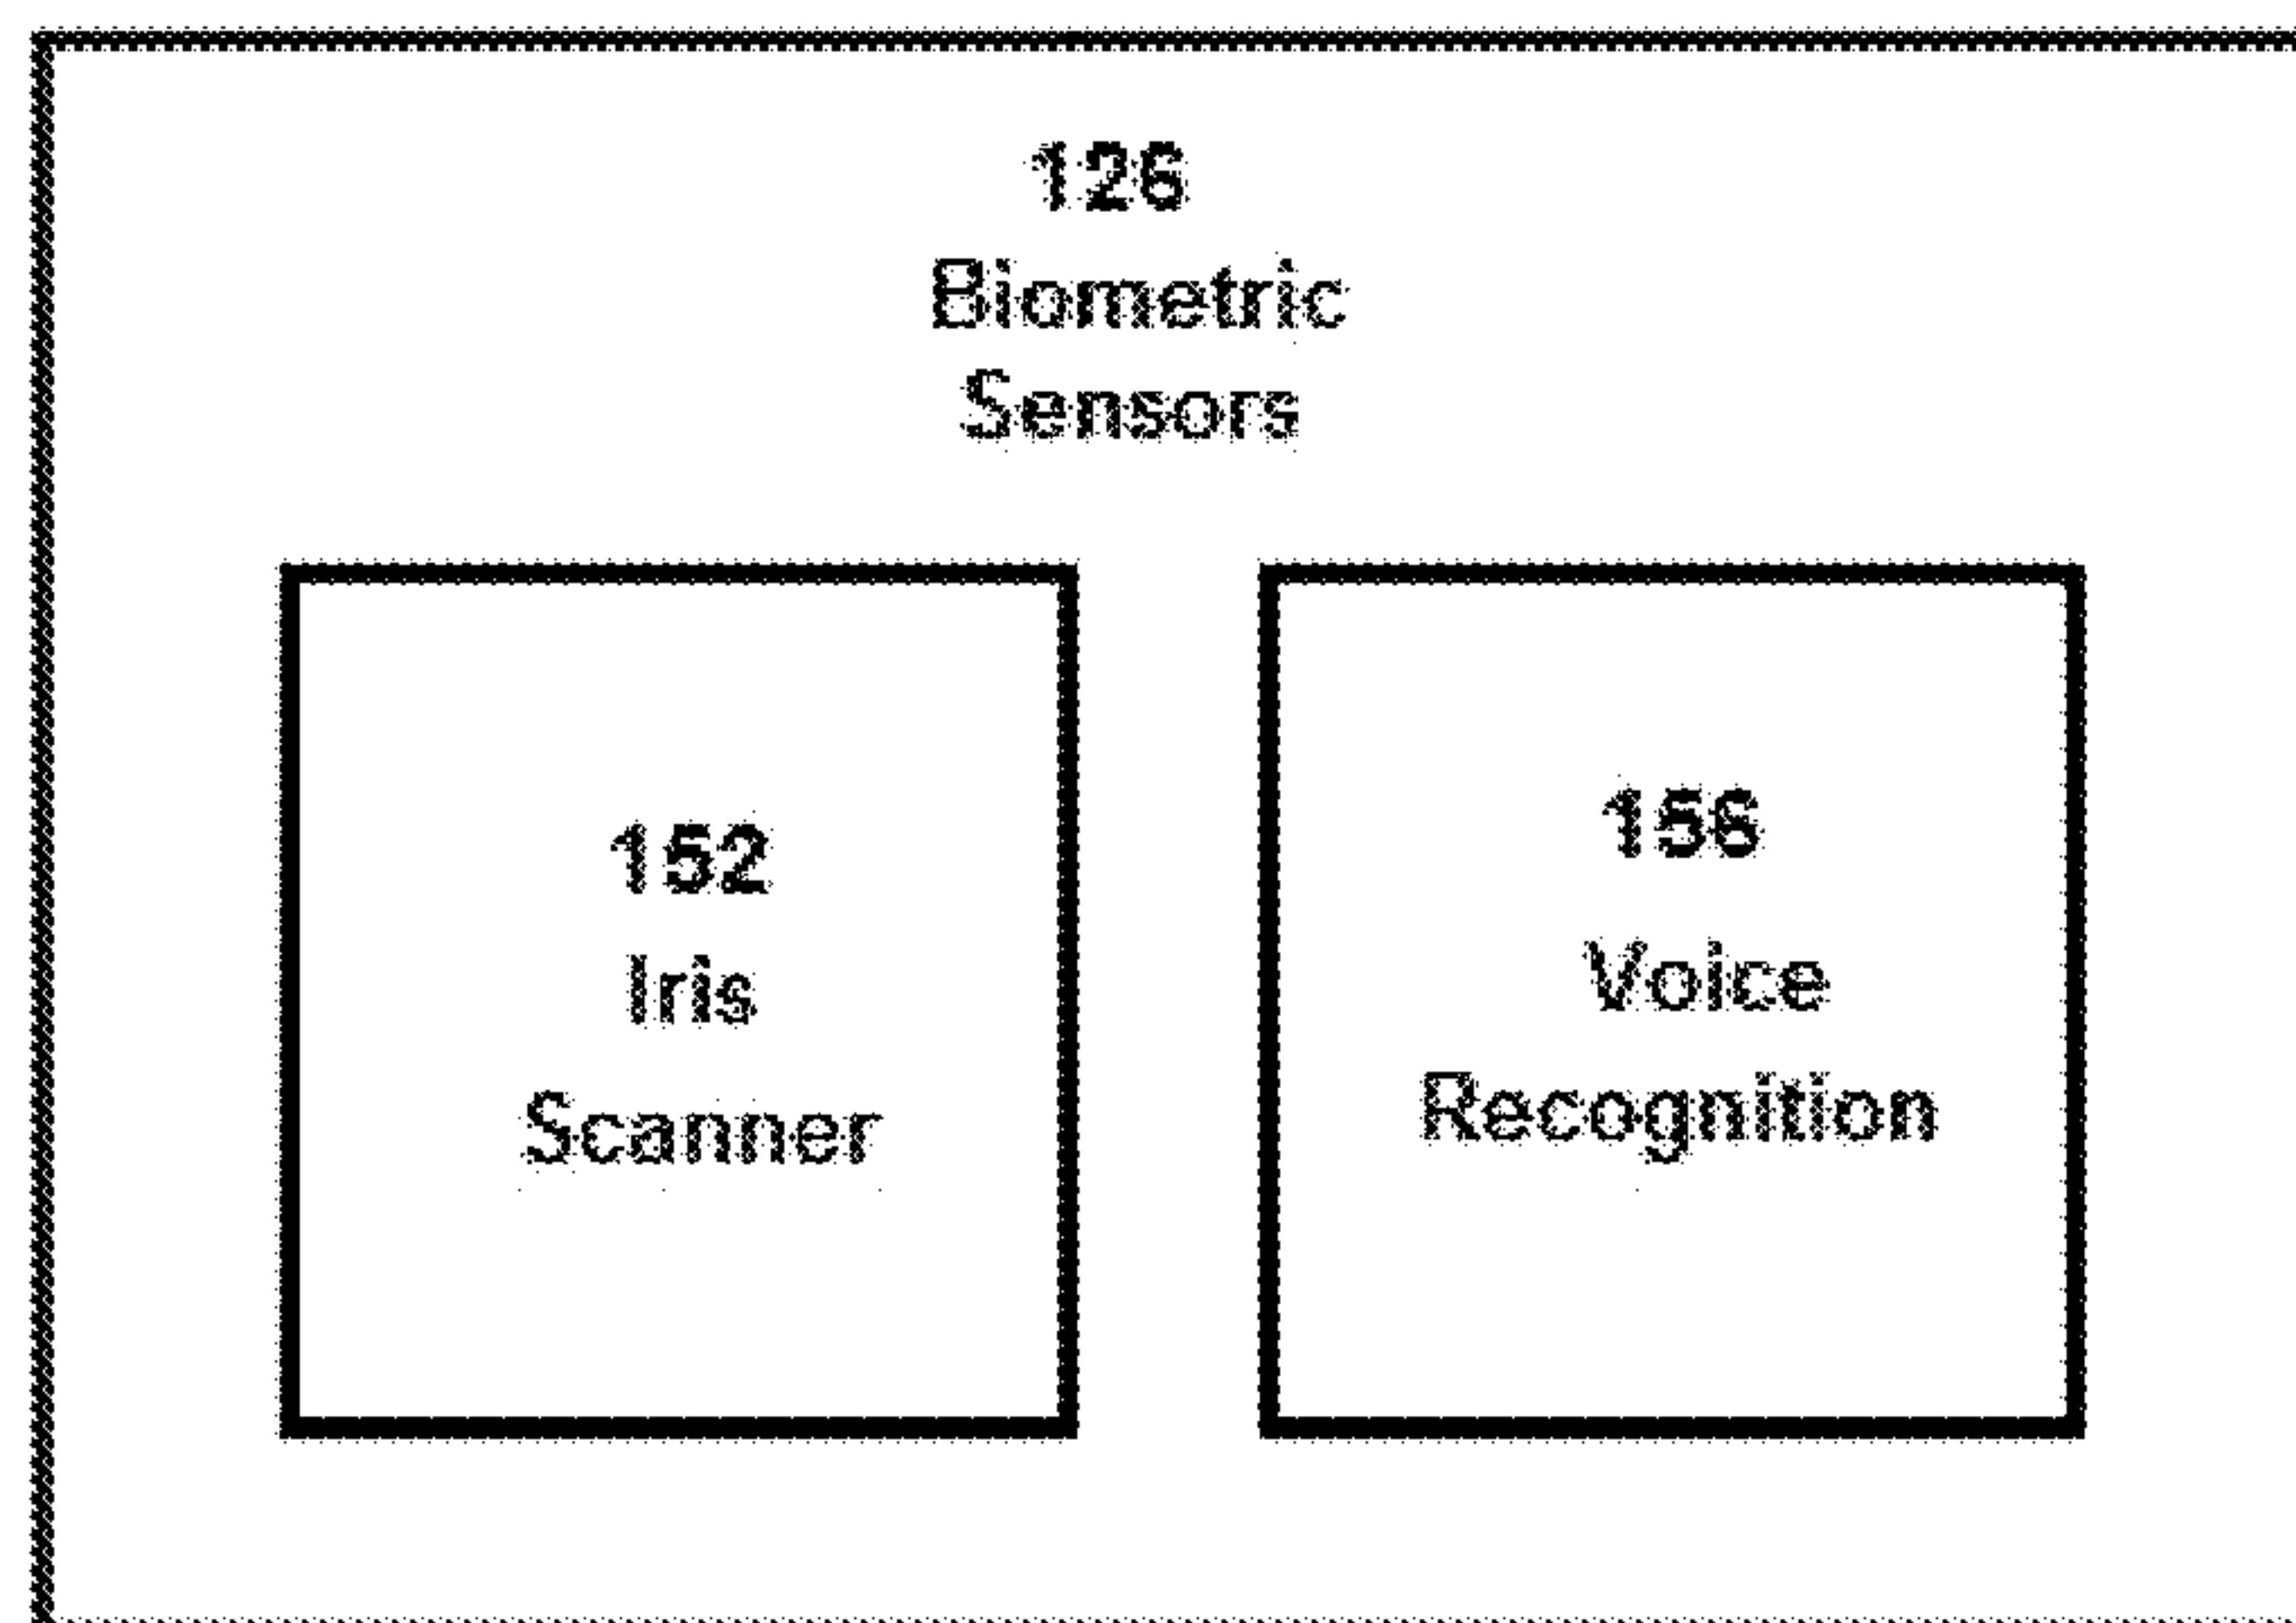 126
Biometric
Sensors
152
Iris
Scanner
156
Voice
Recognition